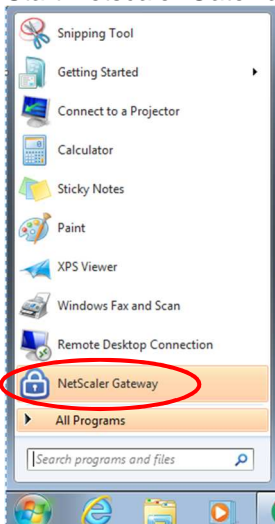 Snipping Tool
Getting Started
Connect to a Projector
Calculator
Sticky Notes
Paint
XPS Viewer
Windows Fax and Scan
Remote Desktop Connection
NetScaler Gateway
All Programs
Search programs and files